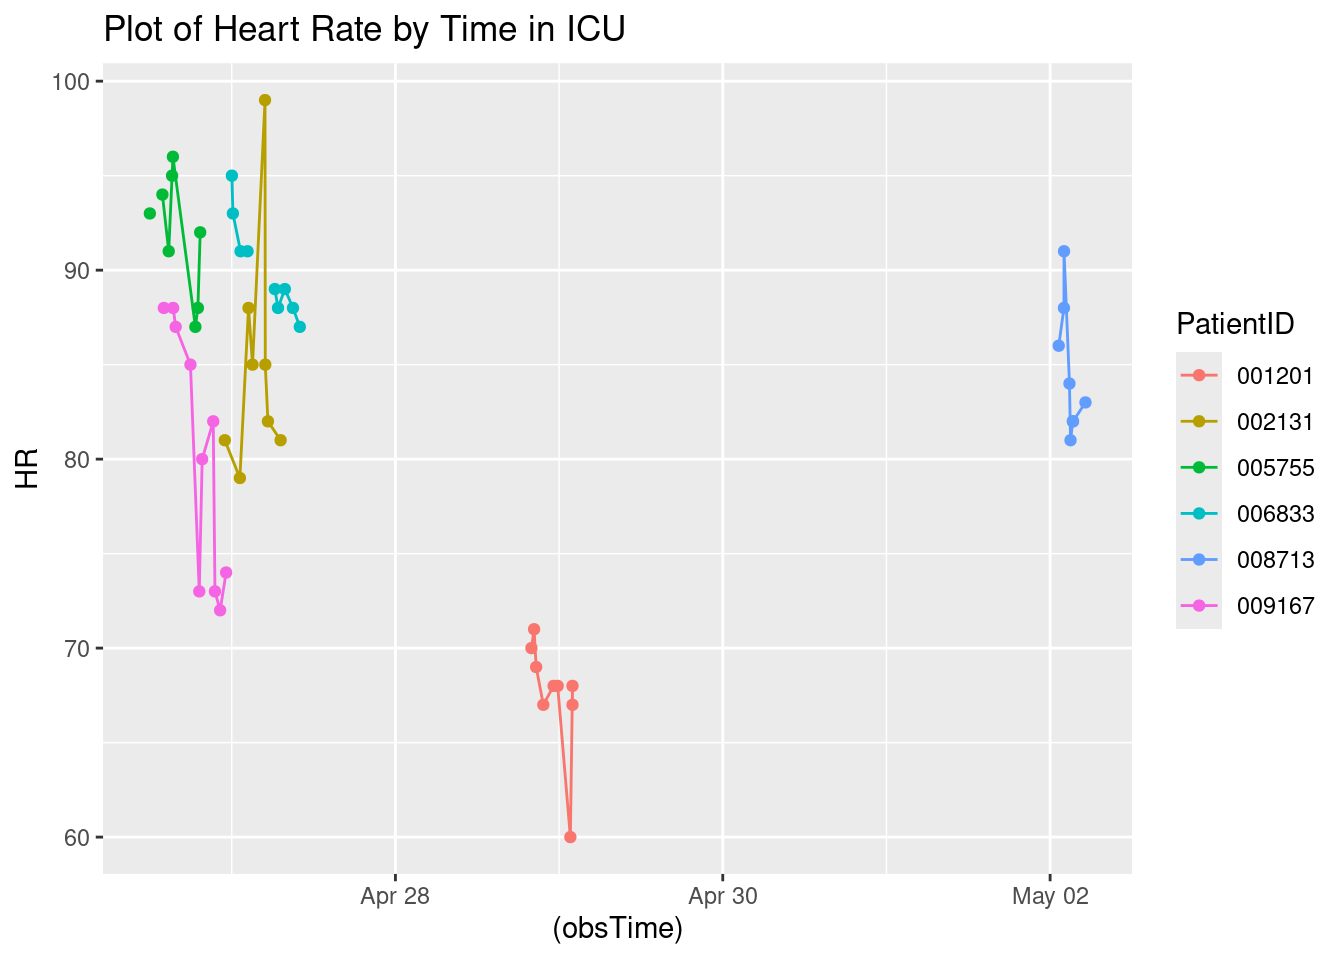 Plot of Heart Rate by Time in ICU
100
90
80
70
60
HR
Apr 28
Apr 30
May 02
(obsTime)
PatientID
001201
002131
005755
006833
008713
009167